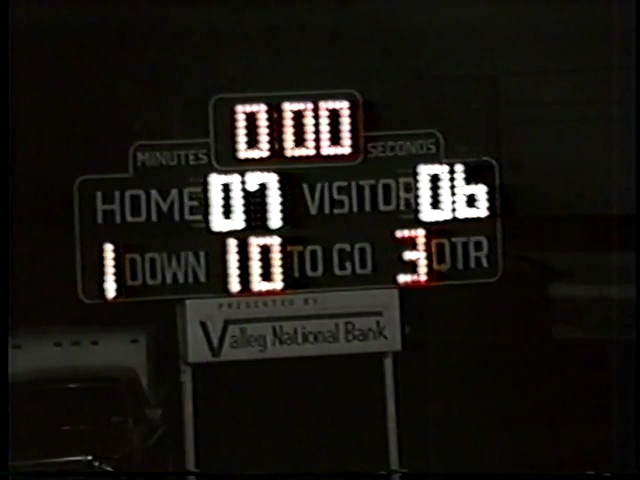 0:00
MINUTES SECONDS
HOME 07 VISITOR 06
1 DOWN 10 TO GO 3 QTR
PRESENTED BY
Valley National Bank